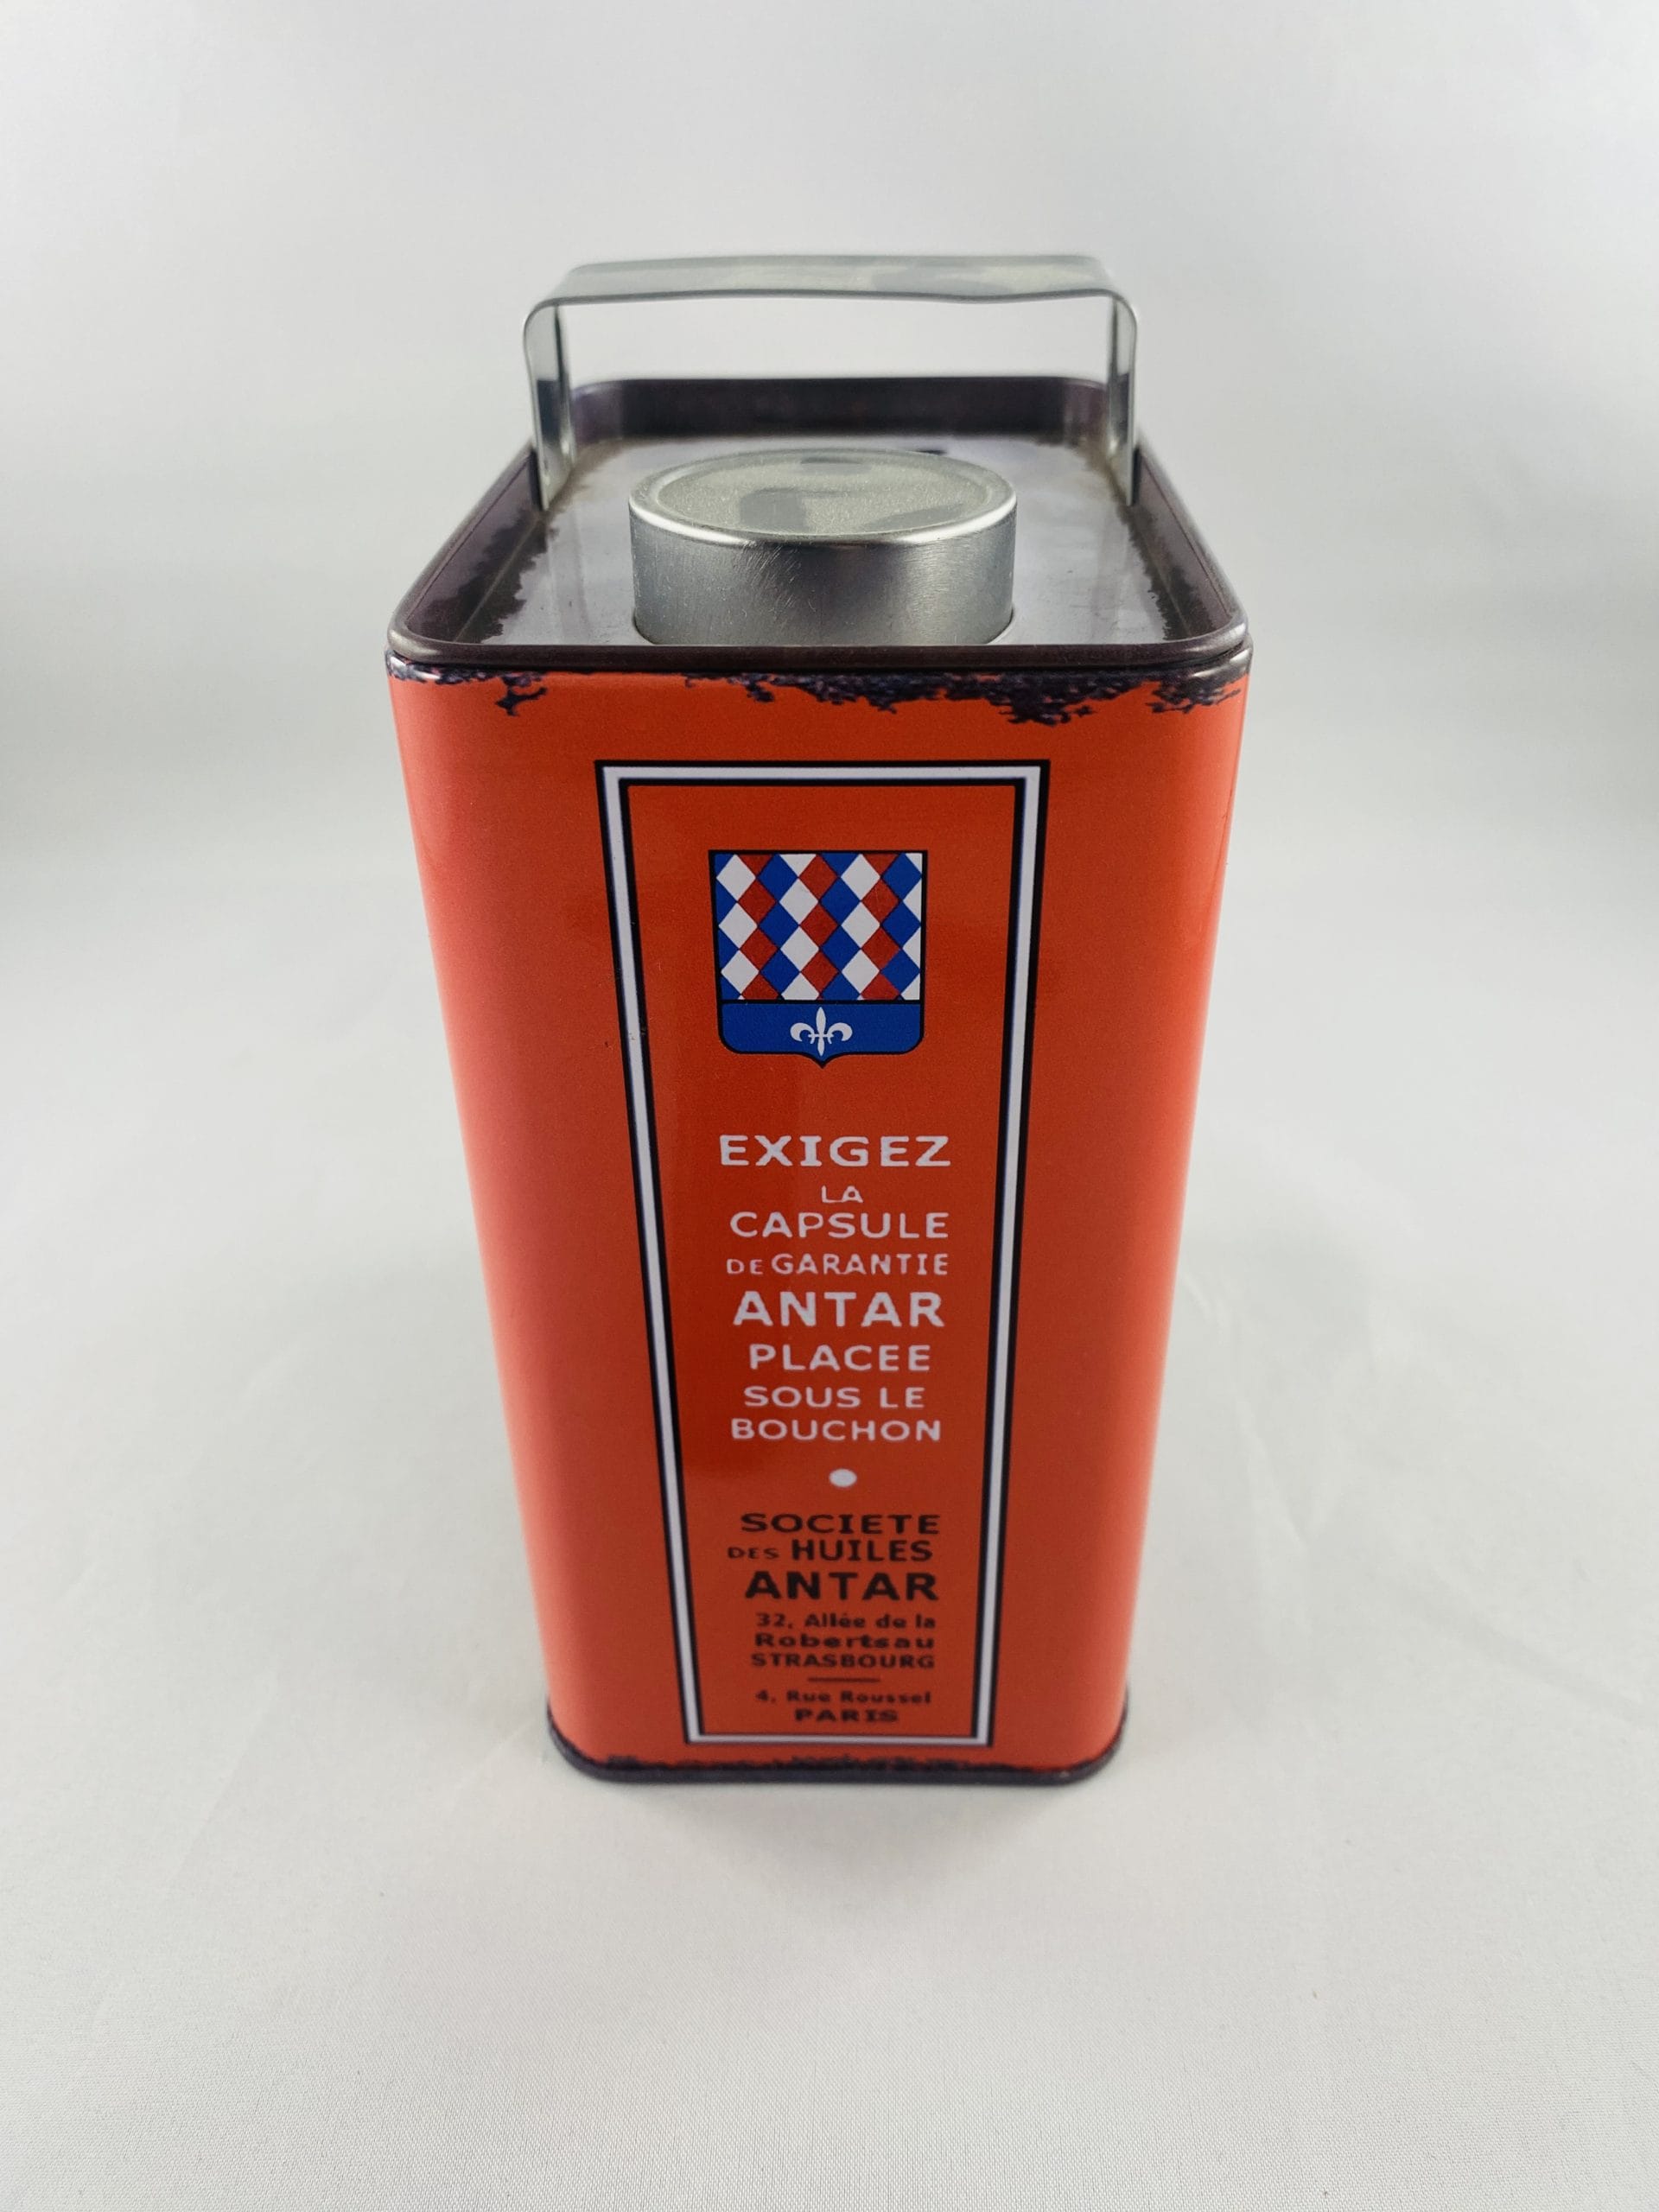 EXIGEZ
LA
CAPSULE
DE GARANTIE
ANTAR
PLACEE
SOUS LE
BOUCHON
SOCIETE
DES HUILES
ANTAR
32, Allée de la
Robertsau
STRASBOURG
4, Rue Roussel
PARIS